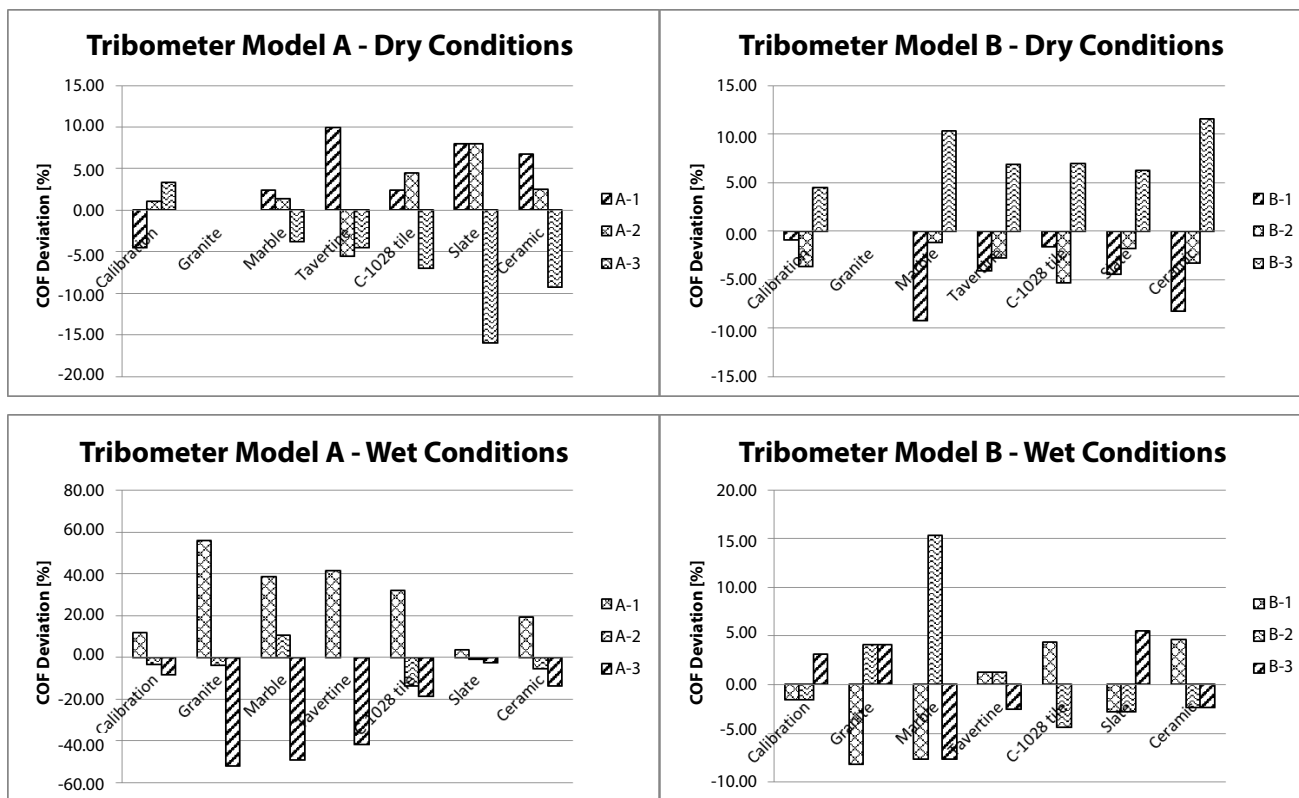 Tribometer Model A - Dry Conditions
15.00
10.00
5.00
0.00
-5.00
-10.00
-15.00
-20.00
COF Deviation [%]
Calibration
Granite
Marble
Tavertine
C-1028 tile
Slate
Ceramic
A-1
A-2
A-3
Tribometer Model B - Dry Conditions
15.00
10.00
5.00
0.00
-5.00
-10.00
-15.00
COF Deviation [%]
Calibration
Granite
Marble
Tavertine
C-1028 tile
Slate
Ceramic
B-1
B-2
B-3
Tribometer Model A - Wet Conditions
80.00
60.00
40.00
20.00
0.00
-20.00
-40.00
-60.00
COF Deviation [%]
Calibration
Granite
Marble
Tavertine
C-1028 tile
Slate
Ceramic
A-1
A-2
A-3
Tribometer Model B - Wet Conditions
20.00
15.00
10.00
5.00
0.00
-5.00
-10.00
COF Deviation [%]
Calibration
Granite
Marble
Tavertine
C-1028 tile
Slate
Ceramic
B-1
B-2
B-3